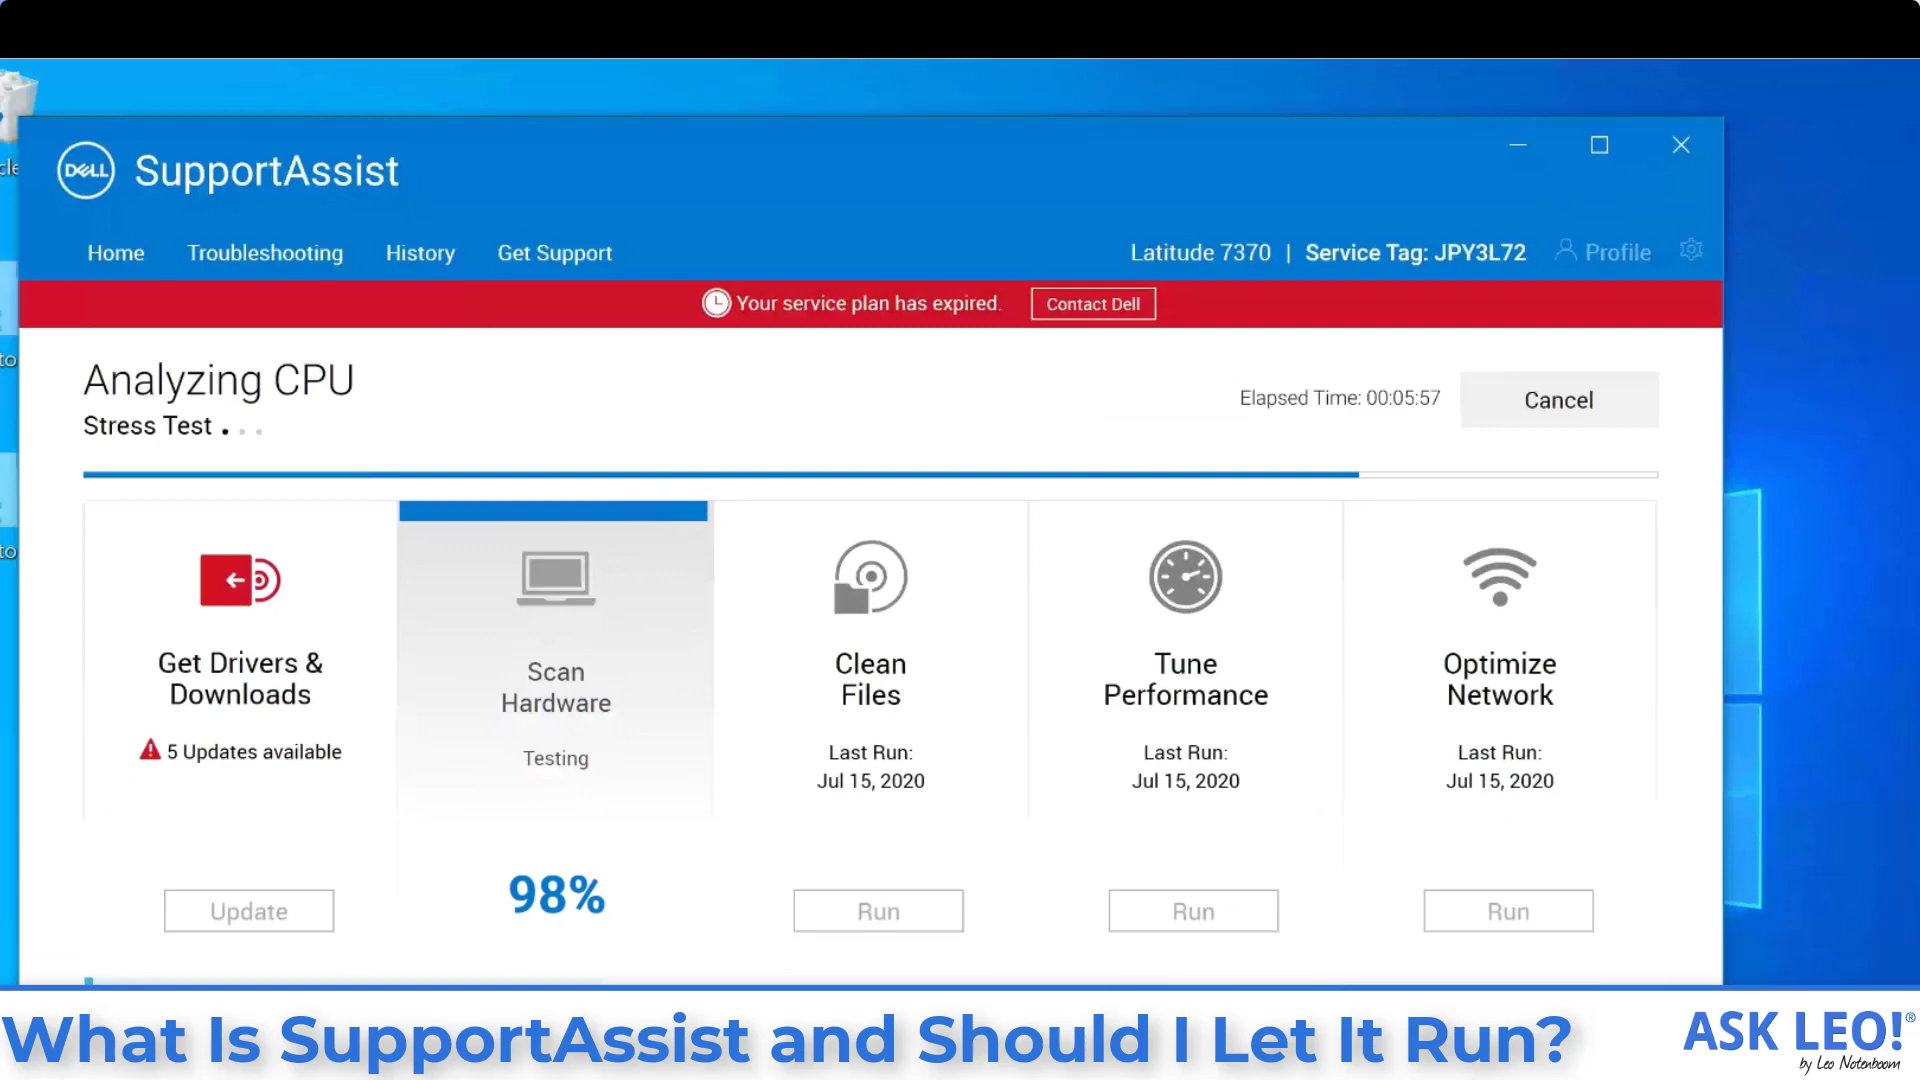 DELL SupportAssist
Home Troubleshooting History Get Support Latitude 7370 | Service Tag: JPY3L72 Profile
Your service plan has expired. Contact Dell
Analyzing CPU
Stress Test . . .
Elapsed Time: 00:05:57 Cancel
Get Drivers &
Downloads
5 Updates available
Update
Scan
Hardware
Testing
98%
Clean
Files
Last Run:
Jul 15, 2020
Run
Tune
Performance
Last Run:
Jul 15, 2020
Run
Optimize
Network
Last Run:
Jul 15, 2020
Run
What Is SupportAssist and Should I Let It Run?
ASK LEO!®
by Leo Notenboom